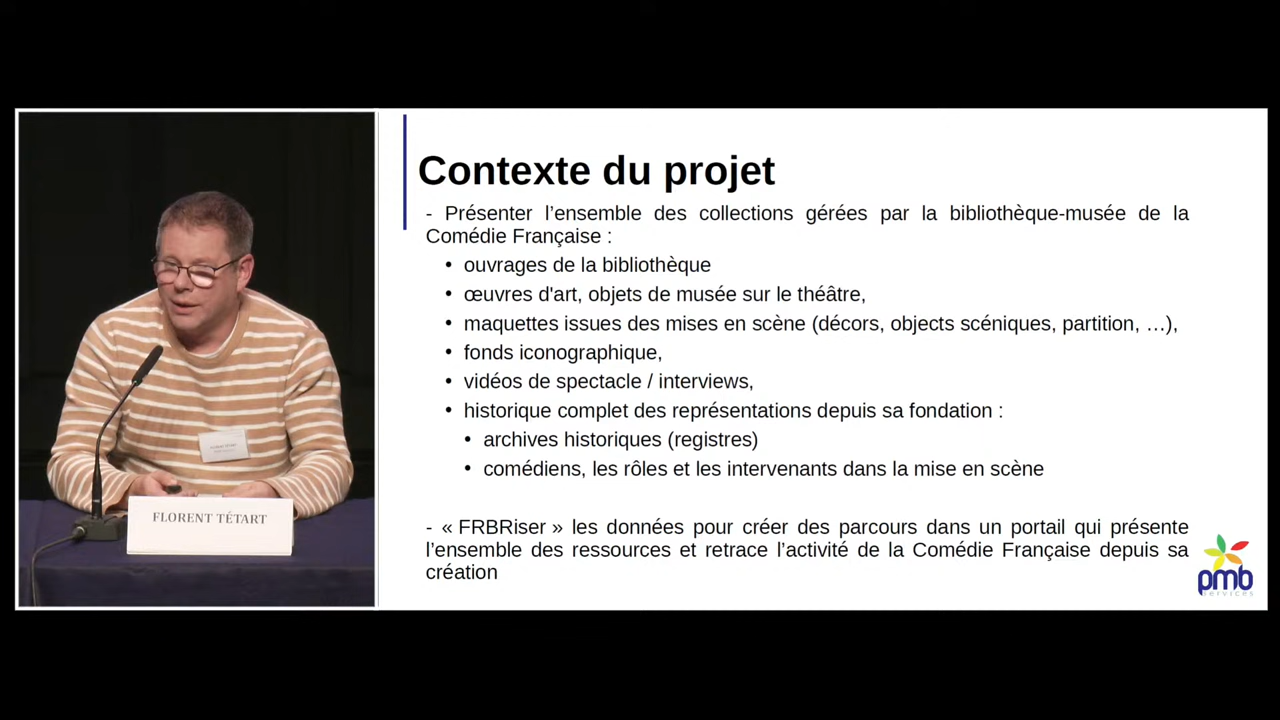 Contexte du projet
- Présenter l'ensemble des collections gérées par la bibliothèque-musée de la
Comédie Française :
• ouvrages de la bibliothèque
• œuvres d'art, objets de musée sur le théâtre,
• maquettes issues des mises en scène (décors, objects scéniques, partition, …),
• fonds iconographique,
• vidéos de spectacle / interviews,
• historique complet des représentations depuis sa fondation :
• archives historiques (registres)
• comédiens, les rôles et les intervenants dans la mise en scène
- « FRBRiser » les données pour créer des parcours dans un portail qui présente
l'ensemble des ressources et retrace l'activité de la Comédie Française depuis sa
création
pmb
services
FLORENT TÉTART